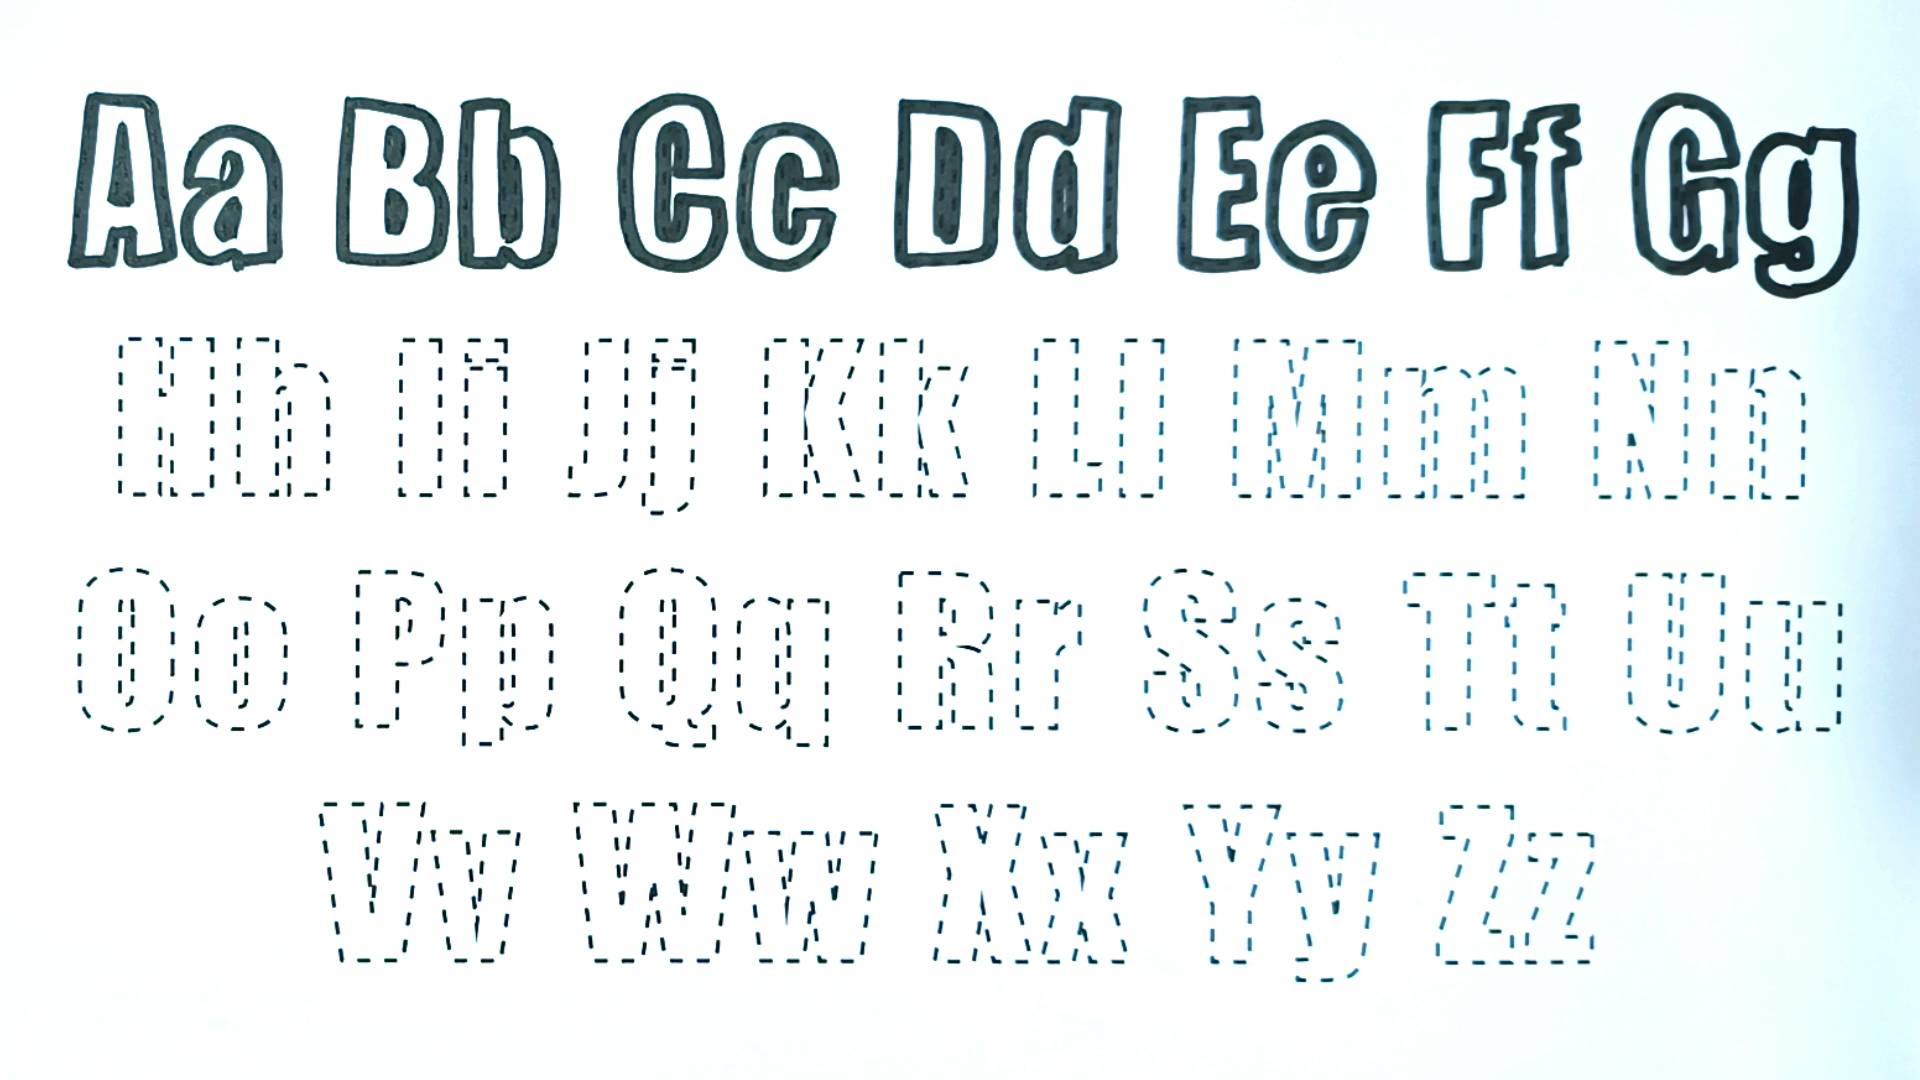 Aa Bb Cc Dd Ee Ff Gg
Hh Ii Jj Kk Ll Mm Nn
Oo Pp Qq Rr Ss Tt Uu
Vv Ww Xx Yy Zz